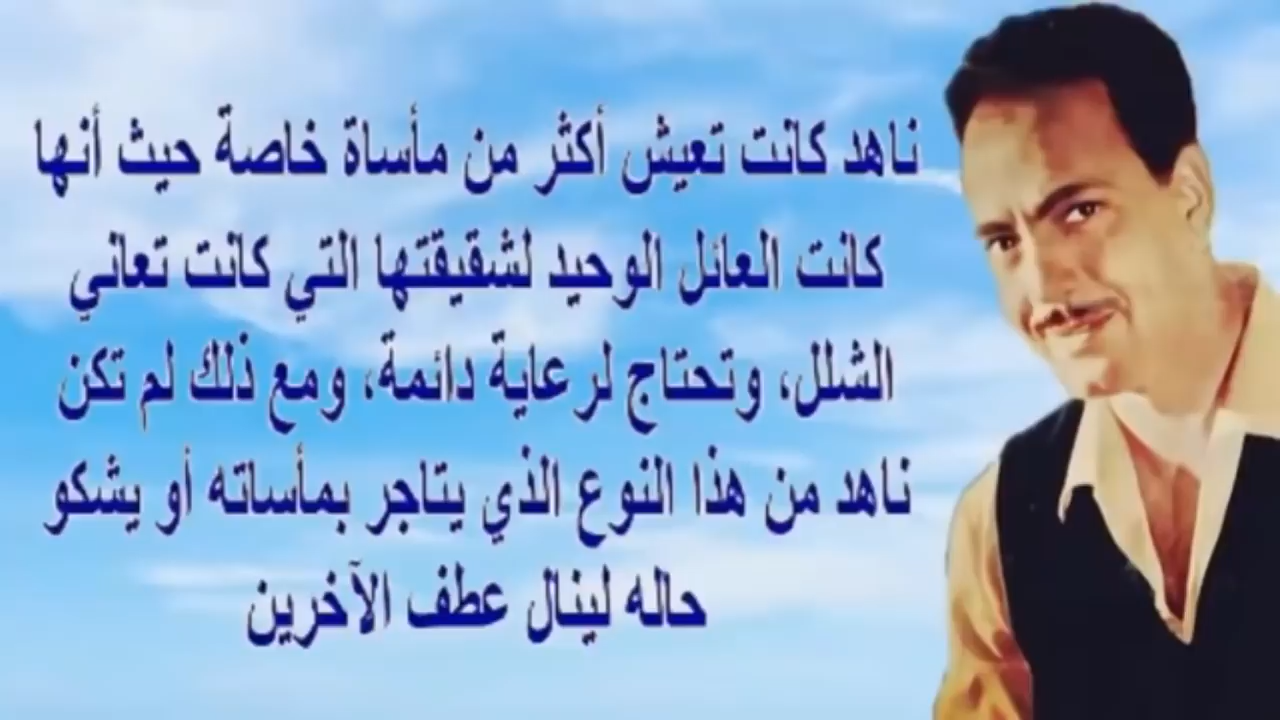 ناهد كانت تعيش أكثر من مأساة خاصة حيث أنها
كانت العائل الوحيد لشقيقتها التي كانت تعاني
الشلل، وتحتاج لرعاية دائمة، ومع ذلك لم تكن
ناهد من هذا النوع الذي يتاجر بمأساته أو يشكو
حاله لينال عطف الآخرين